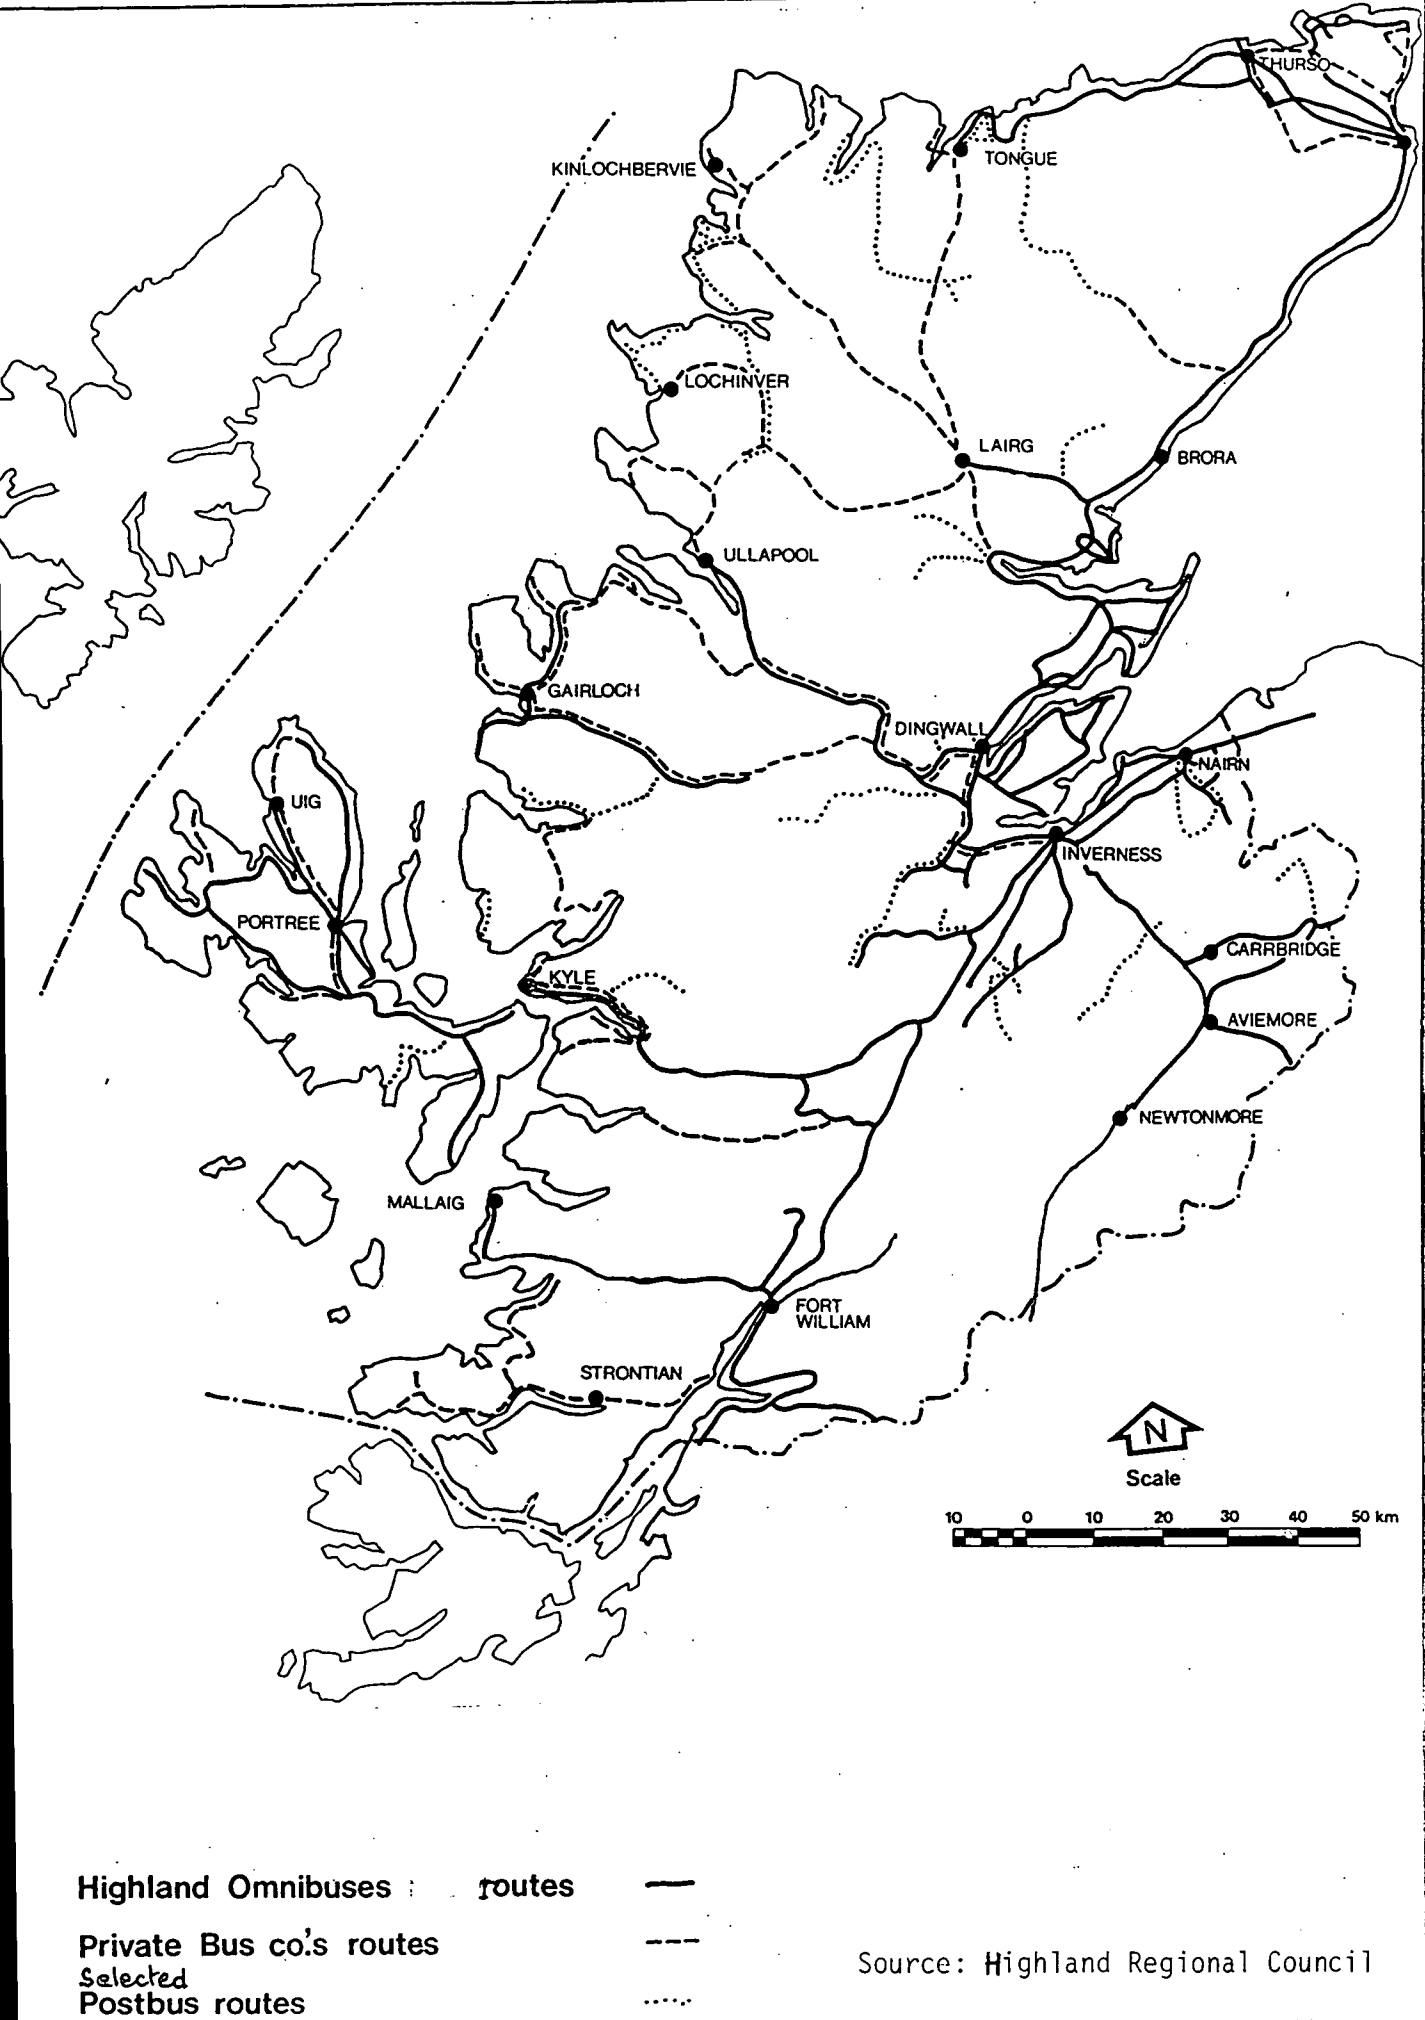 THURSO
KINLOCHBERVIE
TONGUE
LOCHINVER
LAIRG
BRORA
ULLAPOOL
GAIRLOCH
DINGWALL
NAIRN
UIG
INVERNESS
PORTREE
CARRBRIDGE
KYLE
AVIEMORE
NEWTONMORE
MALLAIG
FORT
WILLIAM
STRONTIAN
N
Scale
10 0 10 20 30 40 50 km
Highland Omnibuses routes
Private Bus co.'s routes
Selected
Postbus routes
Source: Highland Regional Council